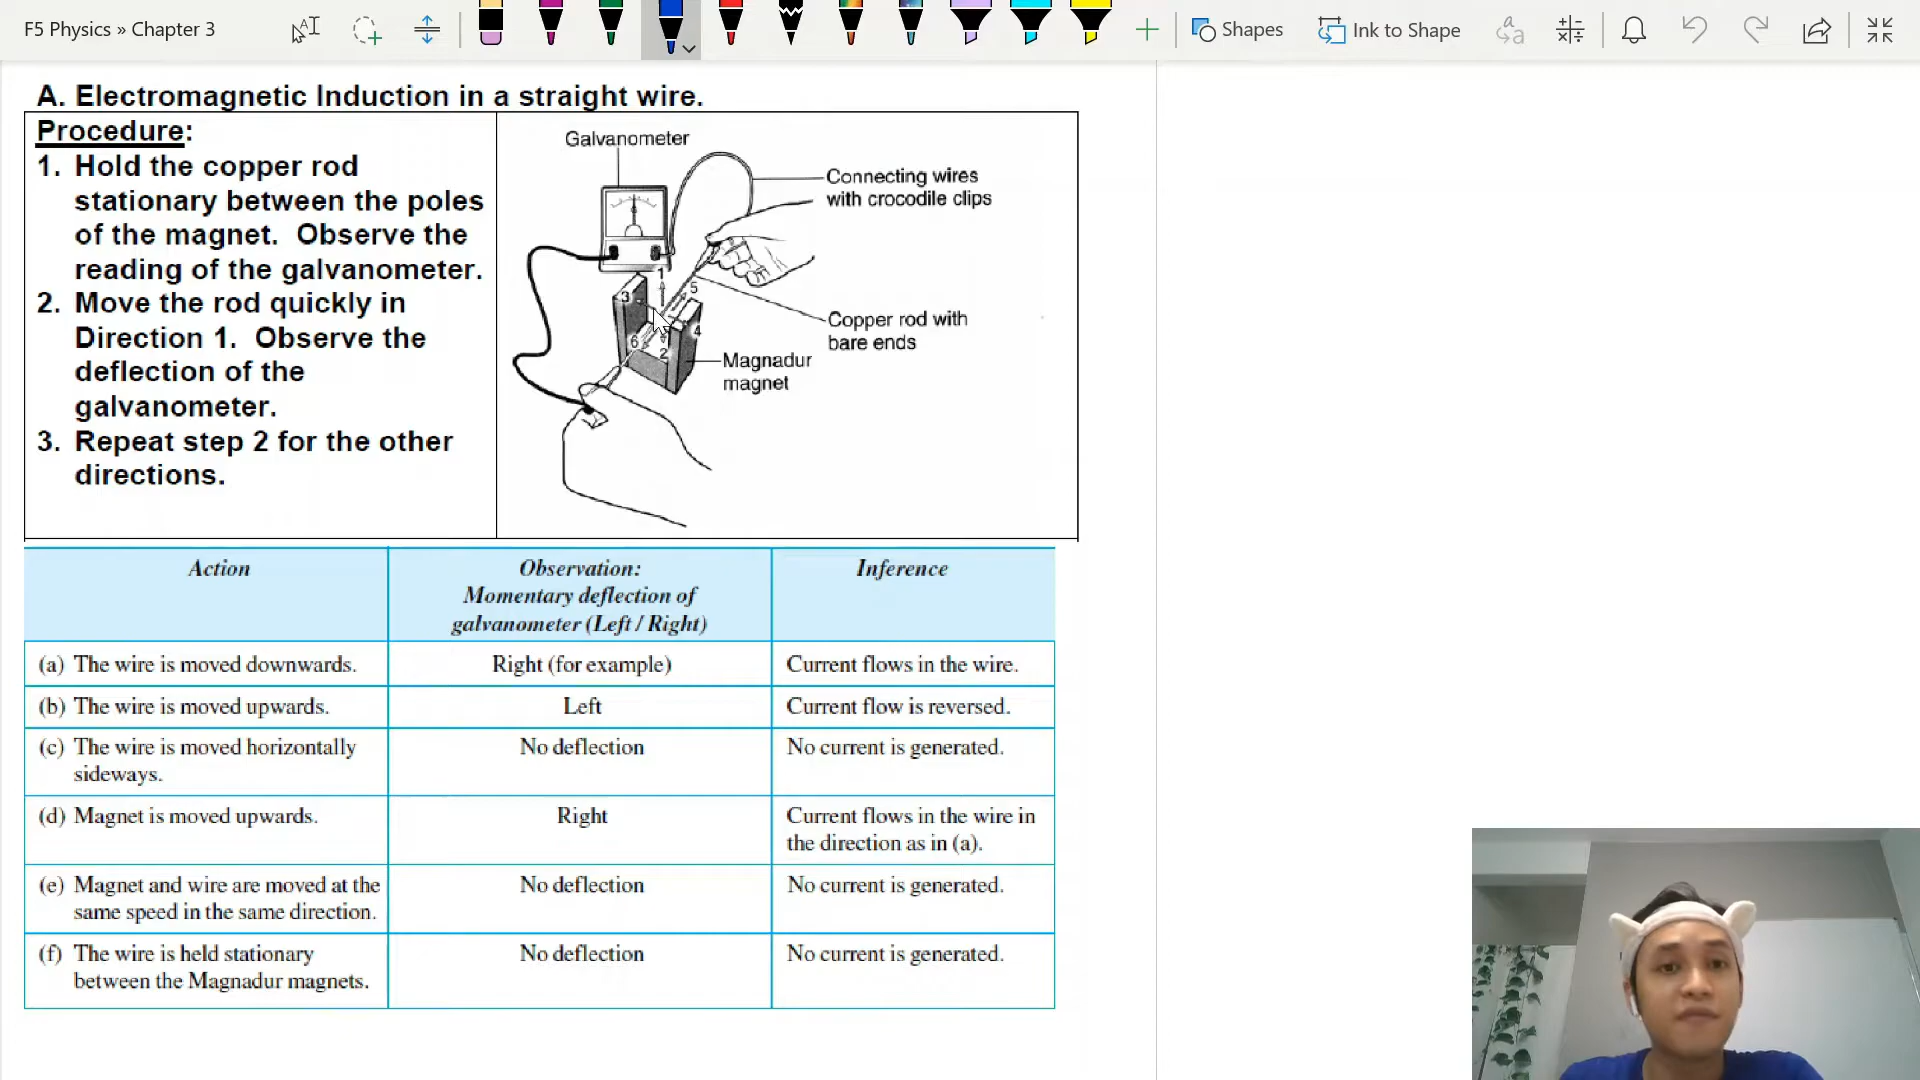 F5 Physics » Chapter 3
Shapes
Ink to Shape
A. Electromagnetic Induction in a straight wire.
Procedure:
1. Hold the copper rod
stationary between the poles
of the magnet. Observe the
reading of the galvanometer.
2. Move the rod quickly in
Direction 1. Observe the
deflection of the
galvanometer.
3. Repeat step 2 for the other
directions.
Galvanometer
Connecting wires
with crocodile clips
1
5
3
4
6
2
Copper rod with
bare ends
Magnadur
magnet
Action
Observation:
Momentary deflection of
galvanometer (Left / Right)
Inference
(a) The wire is moved downwards.
Right (for example)
Current flows in the wire.
(b) The wire is moved upwards.
Left
Current flow is reversed.
(c) The wire is moved horizontally
sideways.
No deflection
No current is generated.
(d) Magnet is moved upwards.
Right
Current flows in the wire in
the direction as in (a).
(e) Magnet and wire are moved at the
same speed in the same direction.
No deflection
No current is generated.
(f) The wire is held stationary
between the Magnadur magnets.
No deflection
No current is generated.